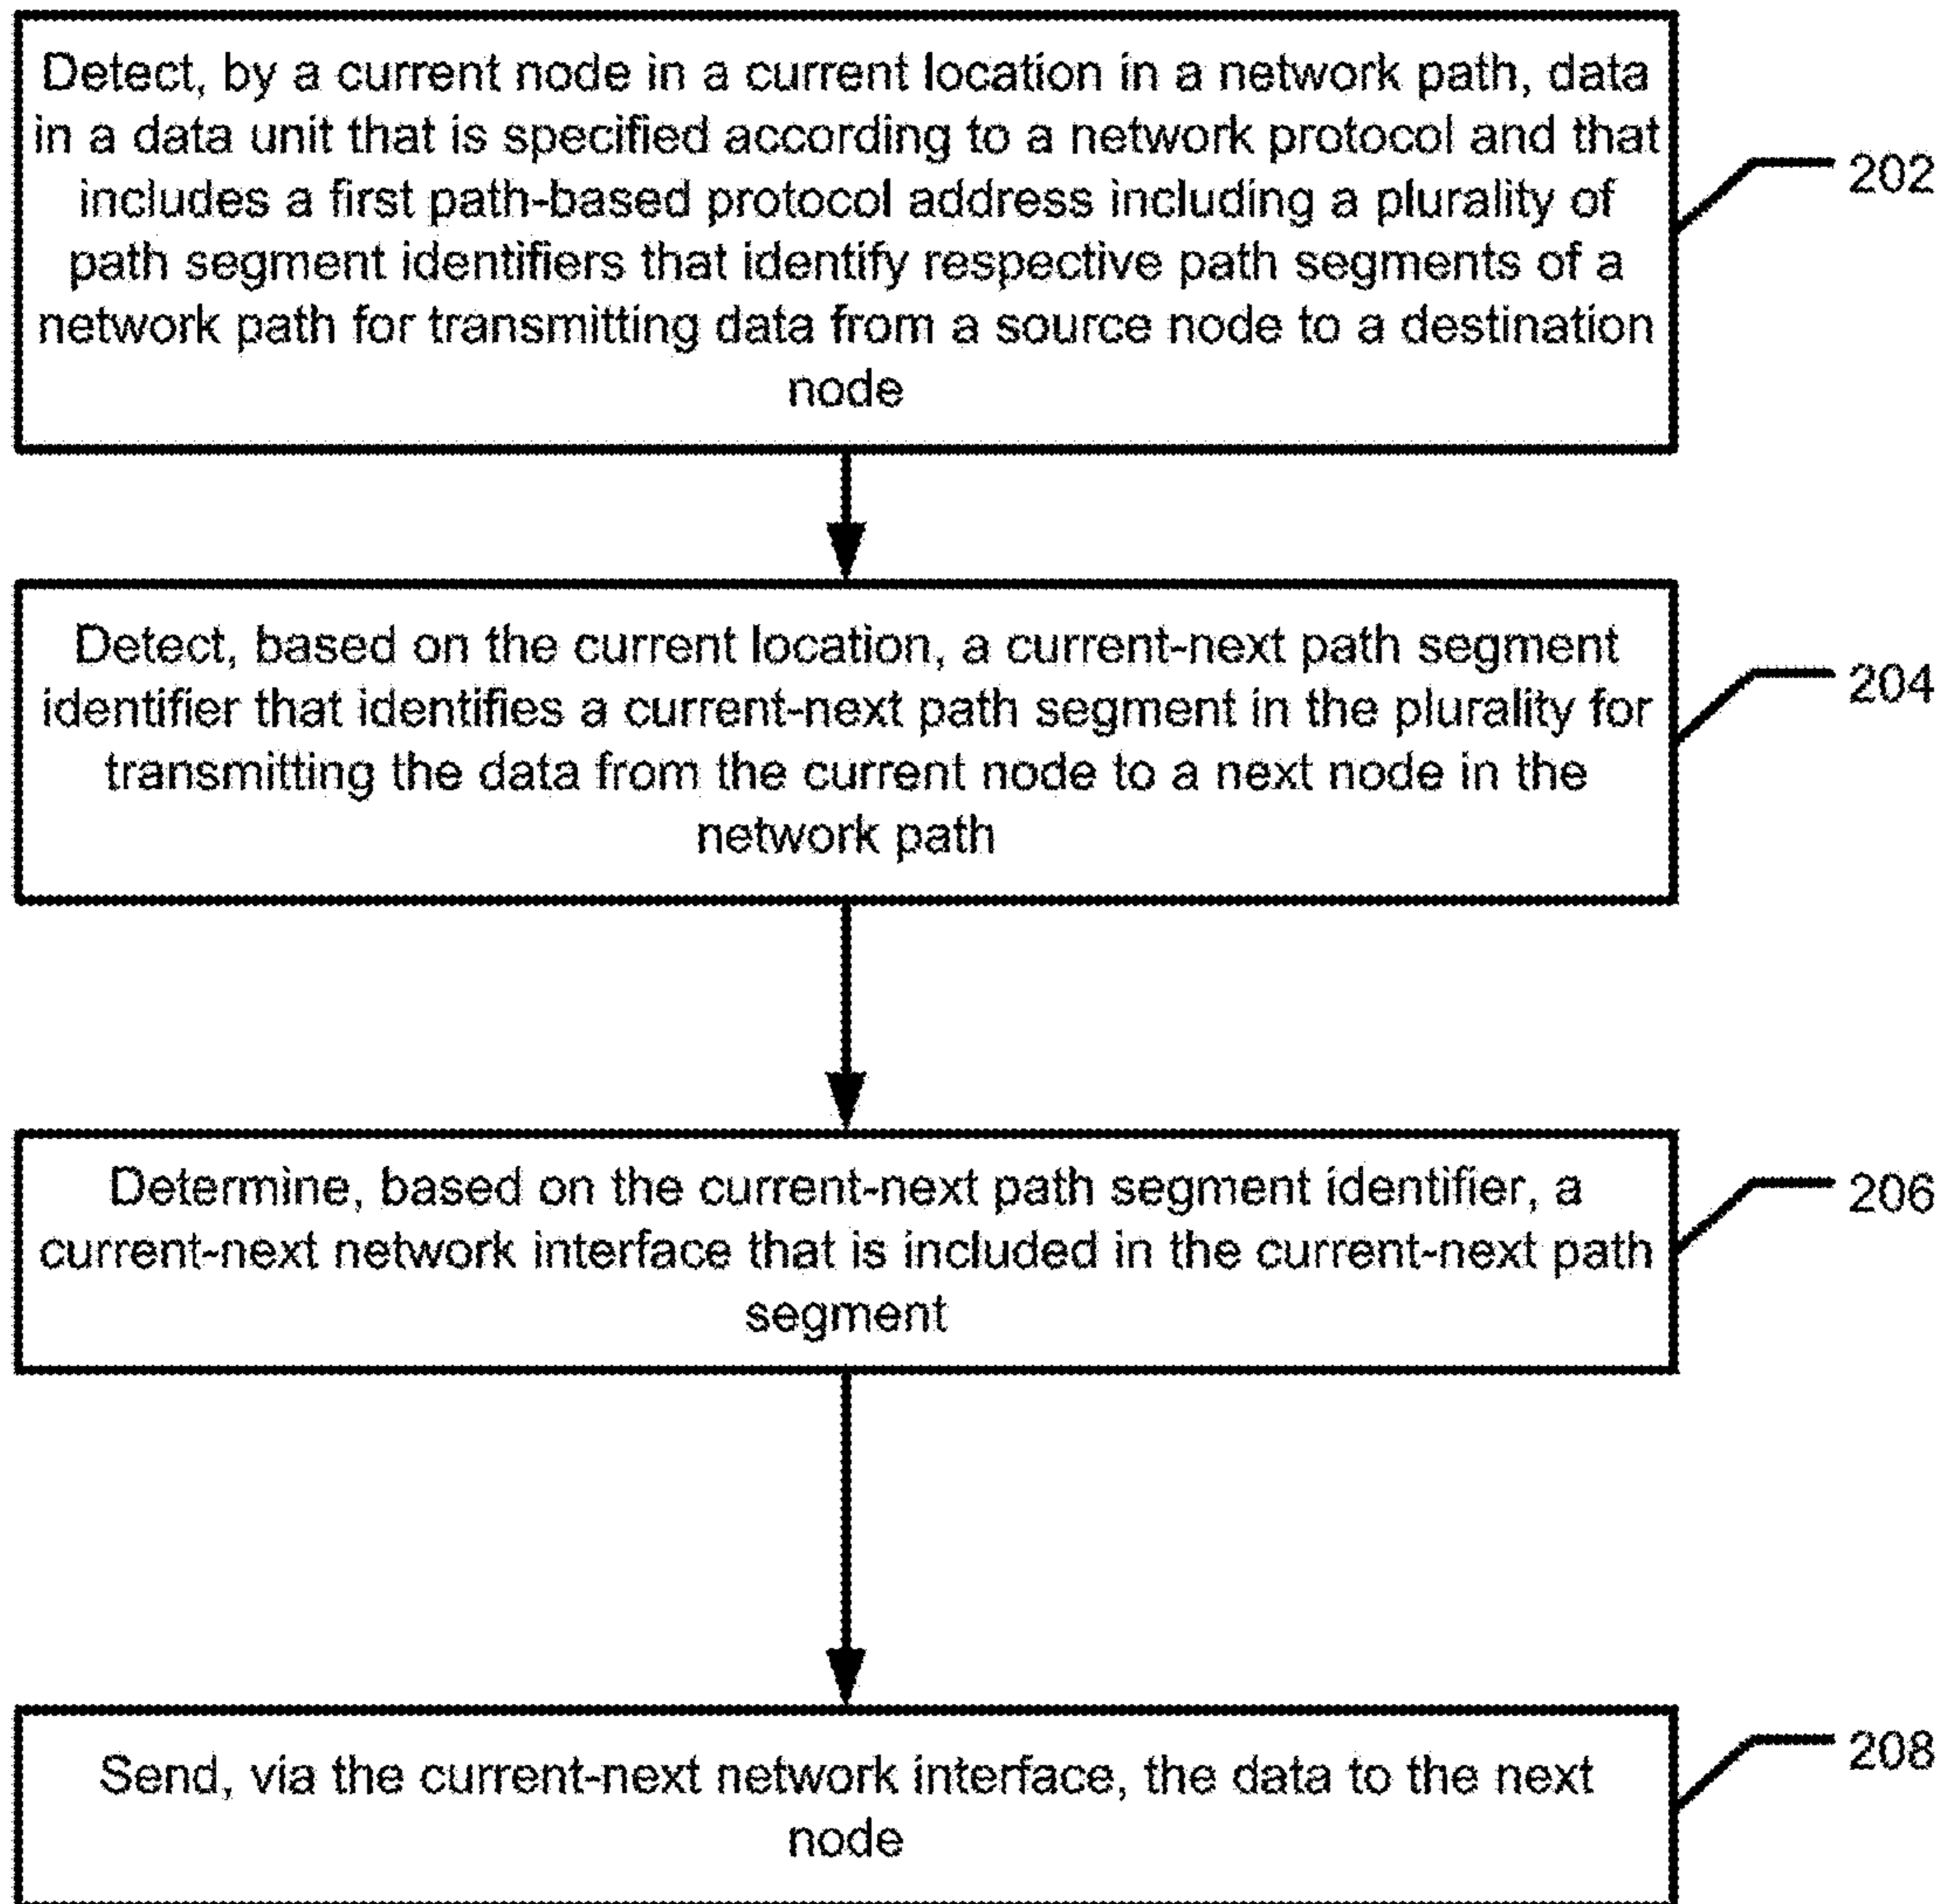 Detect, by a current node in a current location in a network path, data
in a data unit that is specified according to a network protocol and that
includes a first path-based protocol address including a plurality of
path segment identifiers that identify respective path segments of a
network path for transmitting data from a source node to a destination
node
202
Detect, based on the current location, a current-next path segment
identifier that identifies a current-next path segment in the plurality for
transmitting the data from the current node to a next node in the
network path
204
Determine, based on the current-next path segment identifier, a
current-next network interface that is included in the current-next path
segment
206
Send, via the current-next network interface, the data to the next
node
208